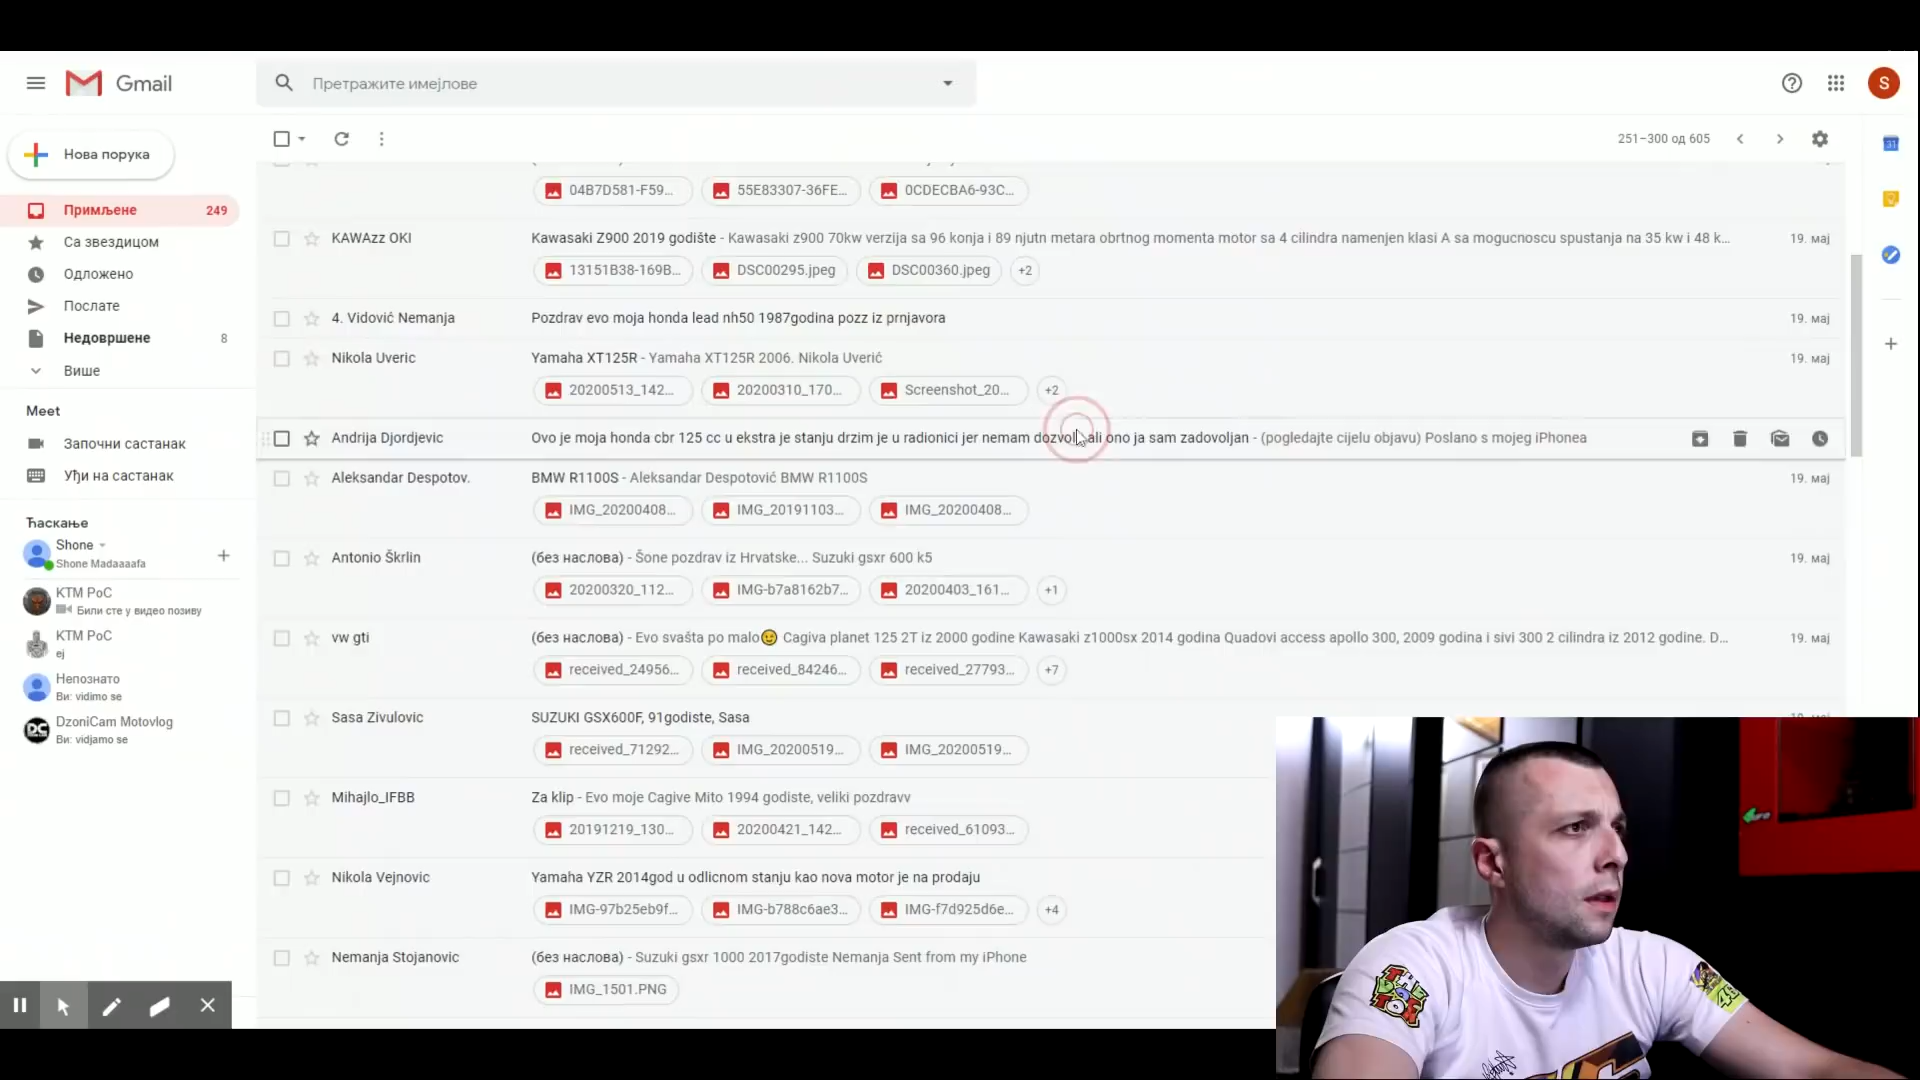 Gmail
Претражите имејлове
S
Нова порука
251–300 од 605
31
Примљене 249
Са звездицом
Одложено
Послате
Недовршене 8
Више
Meet
Започни састанак
Уђи на састанак
Ћаскање
Shone
Shone Madaaaafa
KTM PoC
Били сте у видео позиву
KTM PoC
ej
Непознато
Ви: vidimo se
DzoniCam Motovlog
Ви: vidjamo se
04B7D581-F59... 55E83307-36FE... 0CDECBA6-93C...
KAWAzz OKI Kawasaki Z900 2019 godište - Kawasaki z900 70kw verzija sa 96 konja i 89 njutn metara obrtnog momenta motor sa 4 cilindra namenjen klasi A sa mogucnoscu spustanja na 35 kw i 48 k... 19. мај
13151B38-169B... DSC00295.jpeg DSC00360.jpeg +2
4. Vidović Nemanja Pozdrav evo moja honda lead nh50 1987godina pozz iz prnjavora 19. мај
Nikola Uveric Yamaha XT125R - Yamaha XT125R 2006. Nikola Uverić 19. мај
20200513_142... 20200310_170... Screenshot_20... +2
Andrija Djordjevic Ovo je moja honda cbr 125 cc u ekstra je stanju drzim je u radionici jer nemam ali ono ja sam zadovoljan - (pogledajte cijelu objavu) Poslano s mojeg iPhonea
Aleksandar Despotov. BMW R1100S - Aleksandar Despotović BMW R1100S 19. мај
IMG_20200408... IMG_20191103... IMG_20200408...
Antonio Škrlin (без наслова) - Šone pozdrav iz Hrvatske... Suzuki gsxr 600 k5 19. мај
20200320_112... IMG-b7a8162b7... 20200403_161... +1
vw gti (без наслова) - Evo svašta po malo😉 Cagiva planet 125 2T iz 2000 godine Kawasaki z1000sx 2014 godina Quadovi access apollo 300, 2009 godina i sivi 300 2 cilindra iz 2012 godine. D... 19. мај
received_24956... received_84246... received_27793... +7
Sasa Zivulovic SUZUKI GSX600F, 91godiste, Sasa
received_71292... IMG_20200519... IMG_20200519...
Mihajlo_IFBB Za klip - Evo moje Cagive Mito 1994 godiste, veliki pozdravv
20191219_130... 20200421_142... received_61093...
Nikola Vejnovic Yamaha YZR 2014god u odlicnom stanju kao nova motor je na prodaju
IMG-97b25eb9f... IMG-b788c6ae3... IMG-f7d925d6e... +4
Nemanja Stojanovic (без наслова) - Suzuki gsxr 1000 2017godiste Nemanja Sent from my iPhone
IMG_1501.PNG
THE